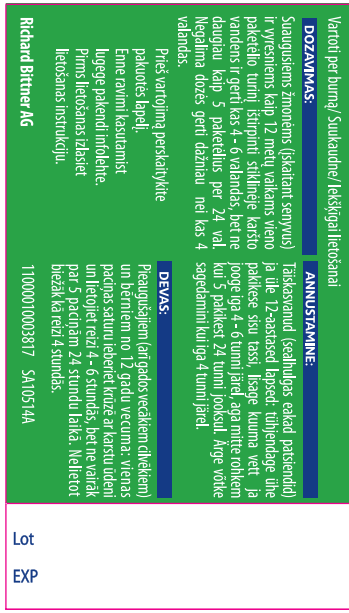 Vartoti per burną/ Suukaudne/ Iekšķīgai lietošanai
DOZAVIMAS:
Suaugusiems žmonėms (įskaitant senyvus)
ir vyresniems kaip 12 metų vaikams vieno
paketėlio turinį ištirpinti stiklinėje karšto
vandens ir gerti kas 4 - 6 valandas, bet ne
daugiau kaip 5 paketėlius per 24 val.
Negalima dozės gerti dažniau nei kas 4
valandas.
Prieš vartojimą perskaitykite
pakuotės lapelį.
Enne ravimi kasutamist
lugege pakendi infolehte.
Pirms lietošanas izlasiet
lietošanas instrukciju.
Richard Bittner AG
ANNUSTAMINE:
Täiskasvanud (sealhulgas eakad patsiendid)
ja üle 12-aastased lapsed: tühjendage ühe
pakikese sisu tassi, lisage kuuma vett ja
jooge iga 4 - 6 tunni järel, aga mitte rohkem
kui 5 pakikest 24 tunni jooksul. Ärge võtke
sagedamini kui iga 4 tunni järel.
DEVAS:
Pieaugušajiem (arī gados vecākiem cilvēkiem)
un bērniem no 12 gadu vecuma: vienas
paciņas saturu ieberiet krūzē ar karstu ūdeni
un lietojiet reizi 4 - 6 stundās, bet ne vairāk
par 5 paciņām 24 stundu laikā. Nelietot
biežāk kā reizi 4 stundās.
11000010003817 SA10514A
Lot
EXP